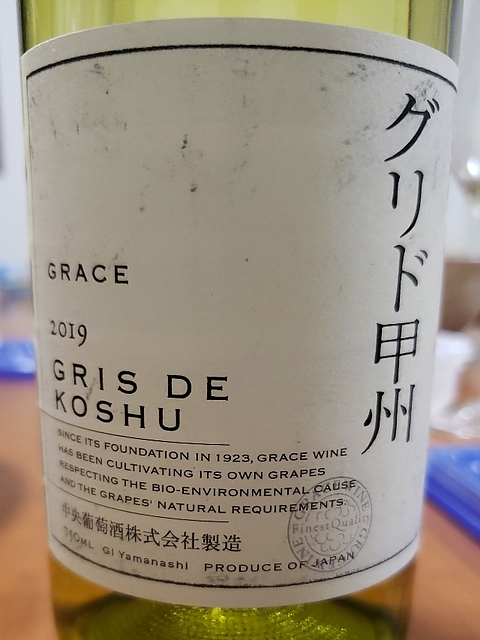 グリド甲州
GRACE
2019
GRIS DE
KOSHU
SINCE ITS FOUNDATION IN 1923, GRACE WINE
HAS BEEN CULTIVATING ITS OWN GRAPES
RESPECTING THE BIO-ENVIRONMENTAL CAUSE
AND THE GRAPES' NATURAL REQUIREMENTS.
中央葡萄酒株式会社製造
750ML GI Yamanashi PRODUCE OF JAPAN
Finest Quality